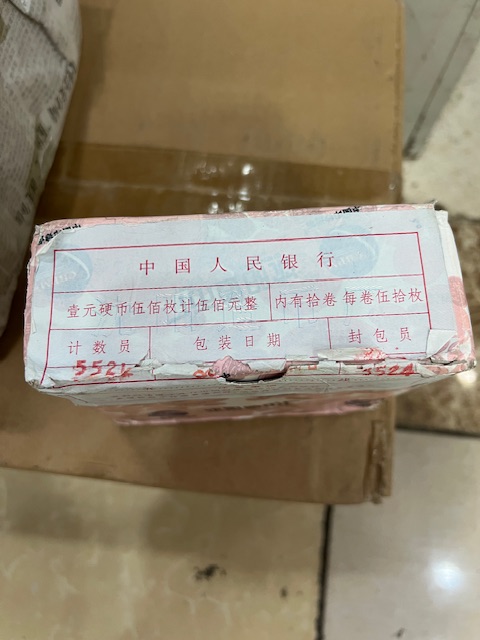 中国人民银行
壹元硬币伍佰枚计伍佰元整 内有拾卷 每卷伍拾枚
计数员 包装日期 封包员
5524 5524